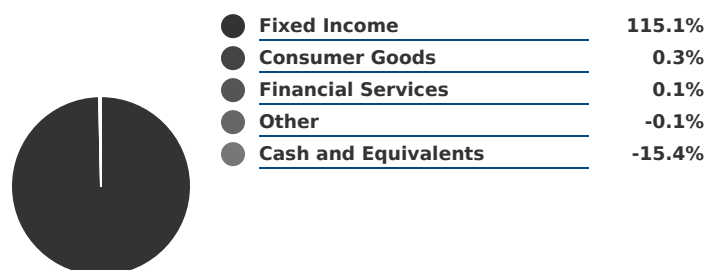 Fixed Income 115.1%
Consumer Goods 0.3%
Financial Services 0.1%
Other -0.1%
Cash and Equivalents -15.4%